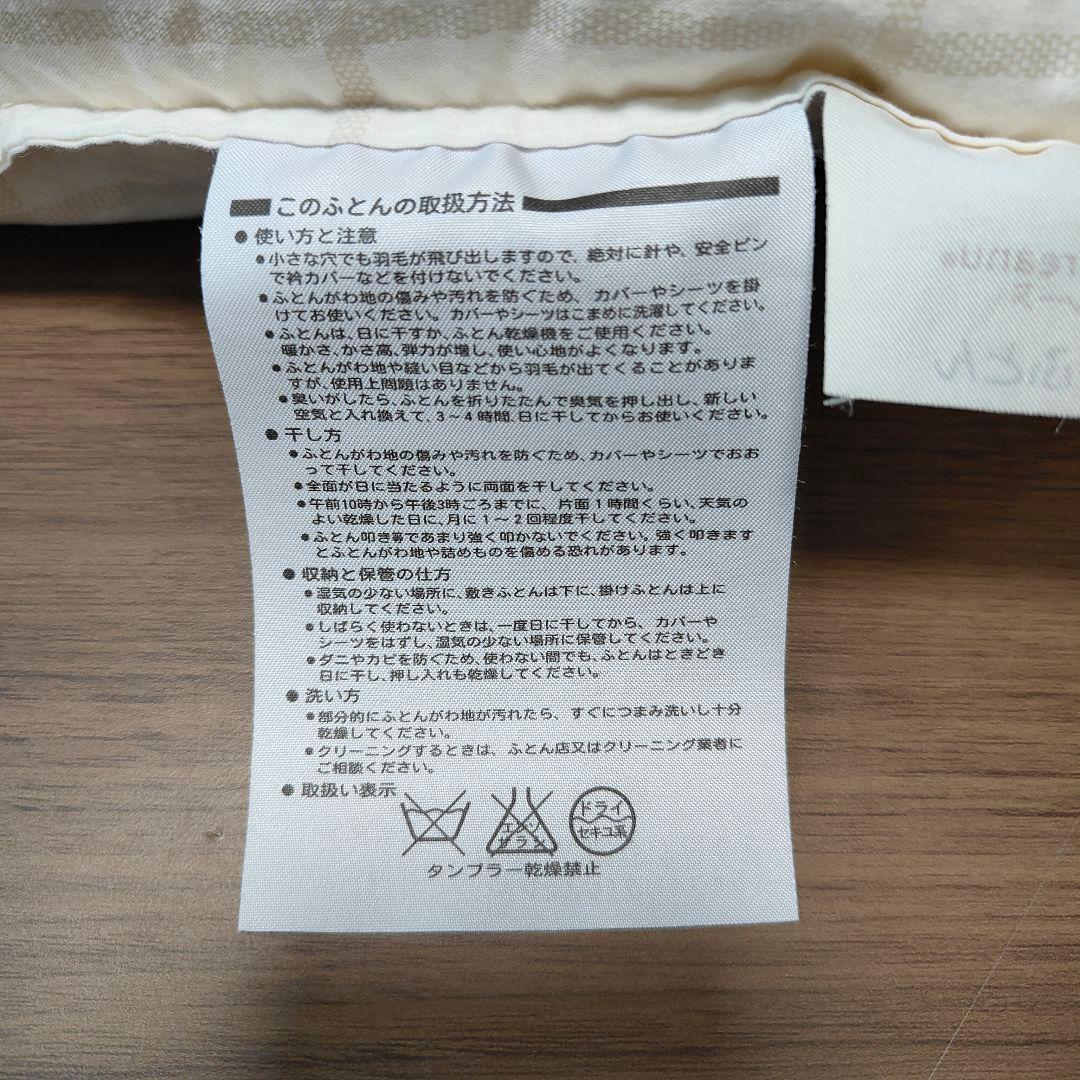 このふとんの取扱方法
● 使い方と注意
●小さな穴でも羽毛が飛び出しますので、絶対に針や、安全ピン
で衿カバーなどを付けないでください。
●ふとんがわ地の傷みや汚れを防ぐため、カバーやシーツを掛
けてお使いください。カバーやシーツはこまめに洗濯してください。
●ふとんは、日に干すか、ふとん乾燥機をご使用ください。
暖かさ、かさ高、弾力が増し、使い心地がよくなります。
●ふとんがわ地や縫い目などから羽毛が出てくることがありま
すが、使用上問題はありません。
●臭いがしたら、ふとんを折りたたんで臭気を押し出し、新しい
空気と入れ換えて、3～4時間、日に干してからお使いください。
● 干し方
●ふとんがわ地の傷みや汚れを防ぐため、カバーやシーツでおお
って干してください。
●全面が日に当たるように両面を干してください。
●午前10時から午後3時ごろまでに、片面1時間くらい、天気の
よい乾燥した日に、月に1～2回程度干してください。
●ふとん叩き等であまり強く叩かないでください。強く叩きます
とふとんがわ地や詰めものを傷める恐れがあります。
● 収納と保管の仕方
●湿気の少ない場所に、敷きふとんは下に、掛けふとんは上に
収納してください。
●しばらく使わないときは、一度日に干してから、カバーや
シーツをはずし、湿気の少ない場所に保管してください。
●ダニやカビを防ぐため、使わない間でも、ふとんはときどき
日に干し、押し入れも乾燥してください。
● 洗い方
●部分的にふとんがわ地が汚れたら、すぐにつまみ洗いし十分
乾燥してください。
●クリーニングするときは、ふとん店又はクリーニング業者に
ご相談ください。
● 取扱い表示
エンソ
サラシ
ドライ
セキユ系
タンブラー乾燥禁止